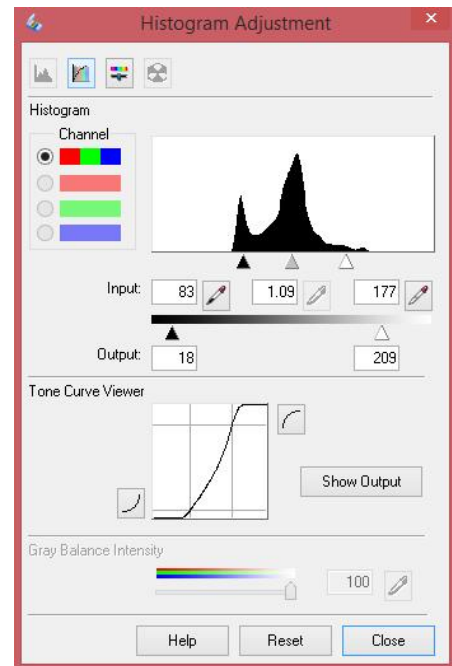 Histogram Adjustment
Histogram
Channel
Input: 83 1.09 177
Output: 18 209
Tone Curve Viewer
Show Output
Gray Balance Intensity
100
Help Reset Close